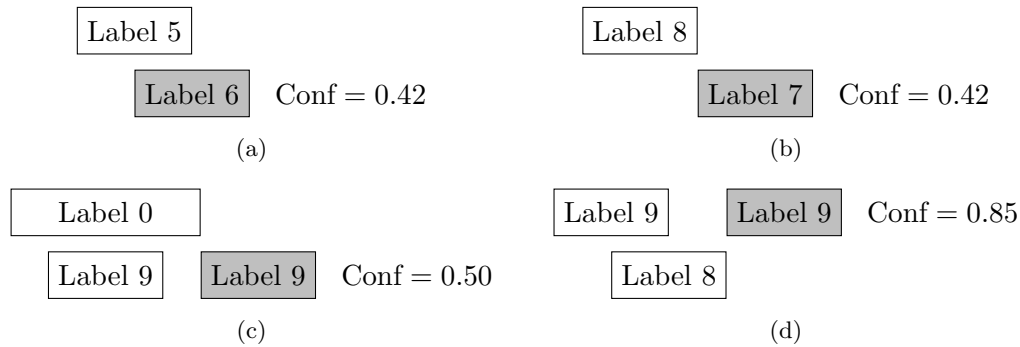 Label 5
Label 6 Conf = 0.42
(a)
Label 8
Label 7 Conf = 0.42
(b)
Label 0
Label 9 Label 9 Conf = 0.50
(c)
Label 9 Label 9 Conf = 0.85
Label 8
(d)